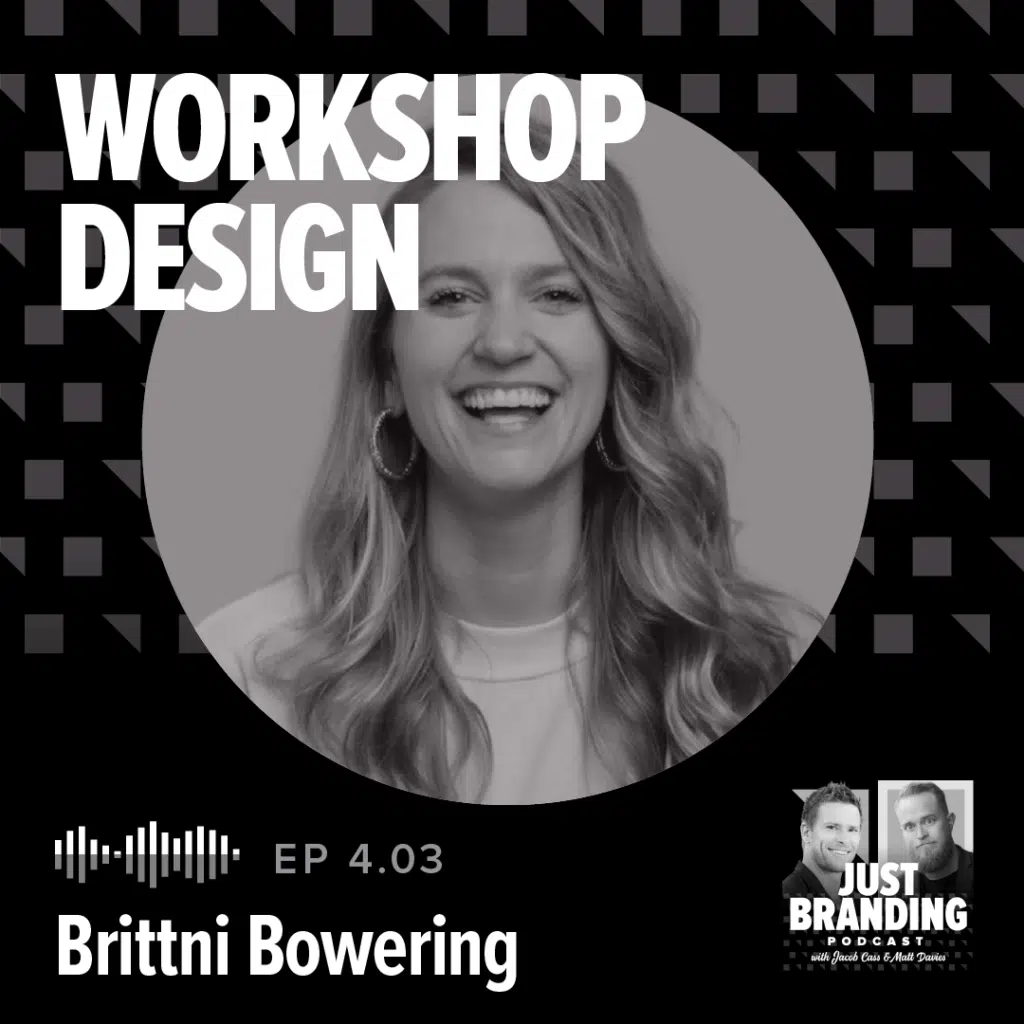 WORKSHOP
DESIGN
EP 4.03
Brittni Bowering
JUST
BRANDING
PODCAST
with Jacob Cass & Matt Davies